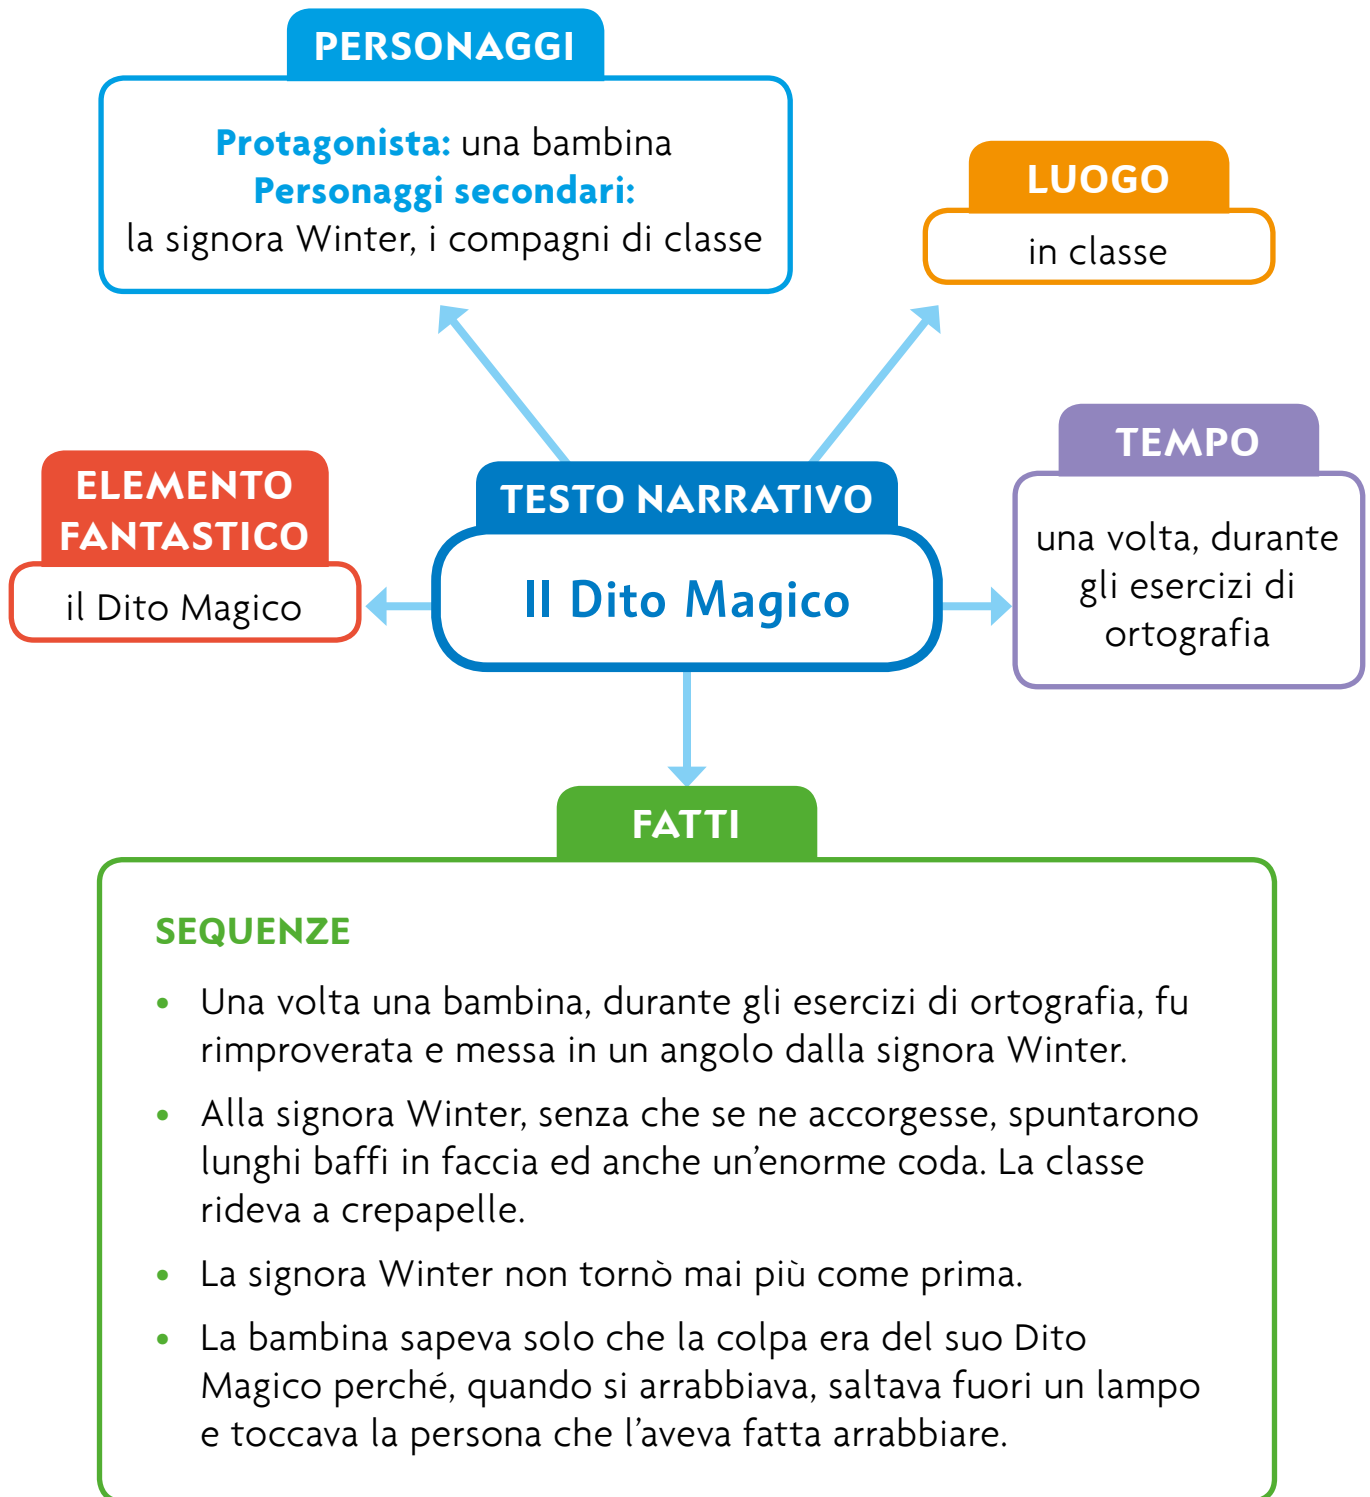 PERSONAGGI
Protagonista: una bambina
Personaggi secondari:
la signora Winter, i compagni di classe
LUOGO
in classe
TEMPO
una volta, durante
gli esercizi di
ortografia
ELEMENTO
FANTASTICO
il Dito Magico
TESTO NARRATIVO
Il Dito Magico
FATTI
SEQUENZE
• Una volta una bambina, durante gli esercizi di ortografia, fu
rimproverata e messa in un angolo dalla signora Winter.
• Alla signora Winter, senza che se ne accorgesse, spuntarono
lunghi baffi in faccia ed anche un’enorme coda. La classe
rideva a crepapelle.
• La signora Winter non tornò mai più come prima.
• La bambina sapeva solo che la colpa era del suo Dito
Magico perché, quando si arrabbiava, saltava fuori un lampo
e toccava la persona che l’aveva fatta arrabbiare.